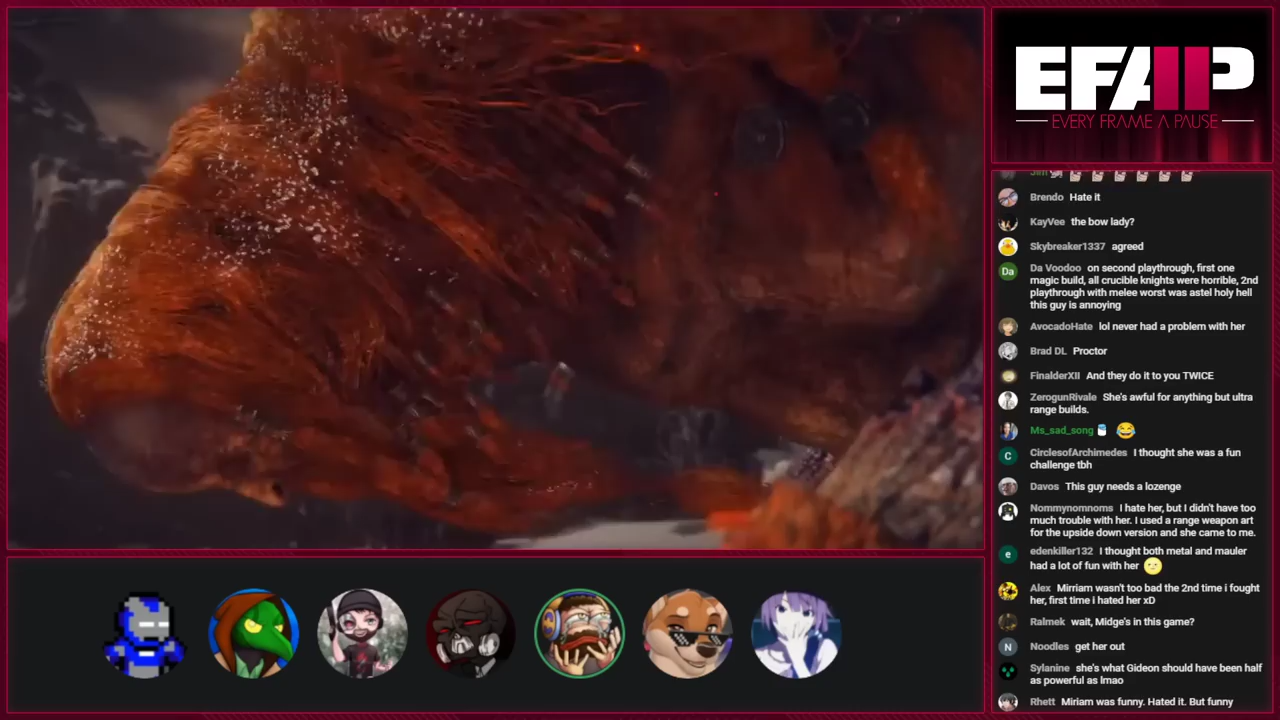 EFAP
EVERY FRAME A PAUSE
Jim
Brendo Hate it
KayVee the bow lady?
Skybreaker1337 agreed
Da
Da Voodoo on second playthrough, first one
magic build, all crucible knights were horrible, 2nd
playthrough with melee worst was astel holy hell
this guy is annoying
AvocadoHate lol never had a problem with her
Brad DL Proctor
FinalderXII And they do it to you TWICE
ZerogunRivale She's awful for anything but ultra
range builds.
Ms_sad_song
C
CirclesofArchimedes I thought she was a fun
challenge tbh
Davos This guy needs a lozenge
Nommynomnoms I hate her, but I didn't have too
much trouble with her. I used a range weapon art
for the upside down version and she came to me.
e
edenkiller132 I thought both metal and mauler
had a lot of fun with her
Alex Mirriam wasn't too bad the 2nd time i fought
her, first time i hated her xD
Ralmek wait, Midge's in this game?
N
Noodles get her out
Sylanine she's what Gideon should have been half
as powerful as lmao
Rhett Miriam was funny. Hated it. But funny